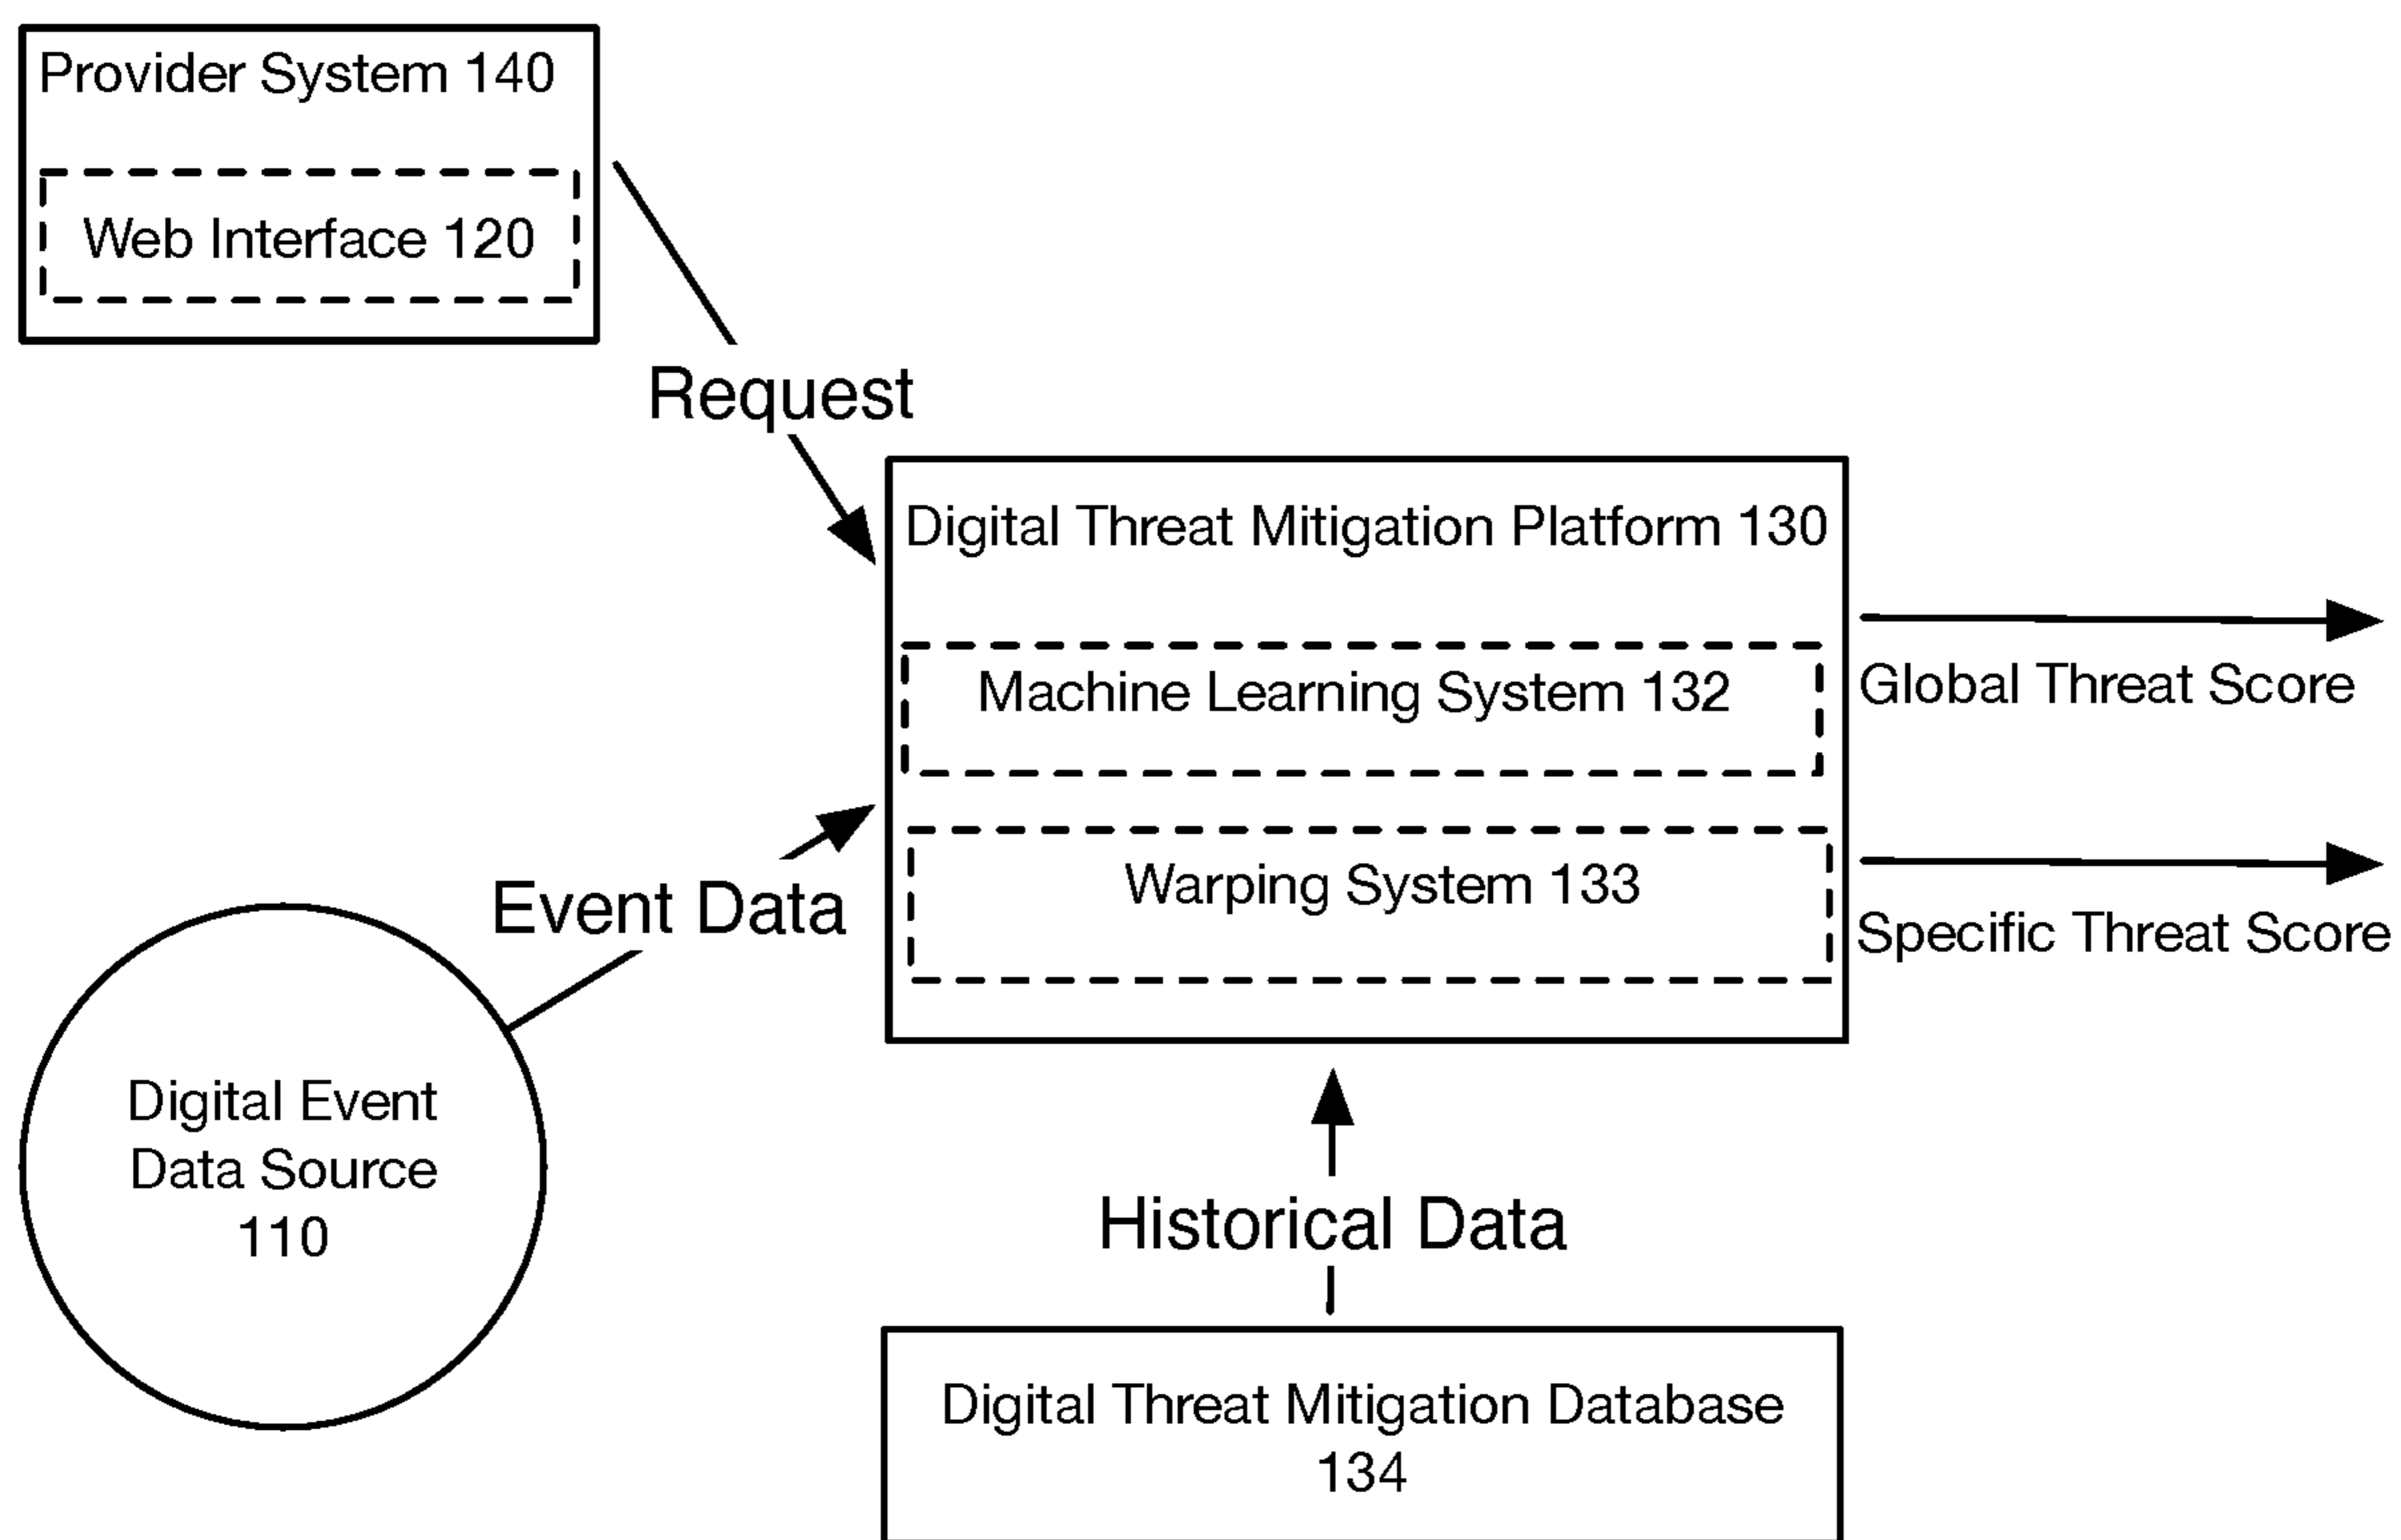 Provider System 140
Web Interface 120
Request
Digital Threat Mitigation Platform 130
Machine Learning System 132
Global Threat Score
Warping System 133
Specific Threat Score
Event Data
Digital Event
Data Source
110
Historical Data
Digital Threat Mitigation Database
134